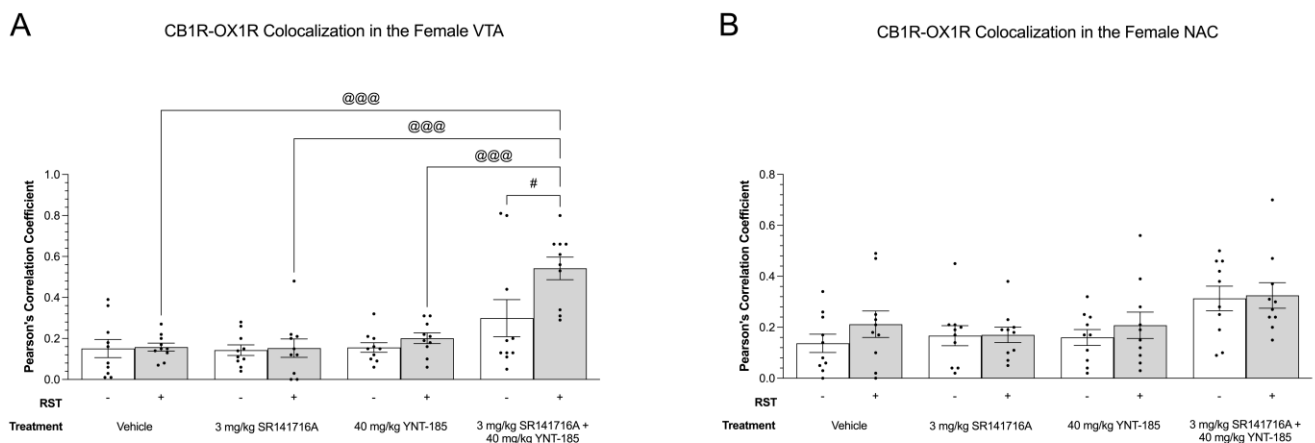 A
CB1R-OX1R Colocalization in the Female VTA
@@@
@@@
@@@
#
Pearson's Correlation Coefficient
1.0
0.8
0.6
0.4
0.2
0.0
RST - + - + - + - +
Treatment Vehicle 3 mg/kg SR141716A 40 mg/kg YNT-185 3 mg/kg SR141716A +
40 mg/kg YNT-185
B
CB1R-OX1R Colocalization in the Female NAC
Pearson's Correlation Coefficient
0.8
0.6
0.4
0.2
0.0
RST - + - + - + - +
Treatment Vehicle 3 mg/kg SR141716A 40 mg/kg YNT-185 3 mg/kg SR141716A +
40 mg/kg YNT-185